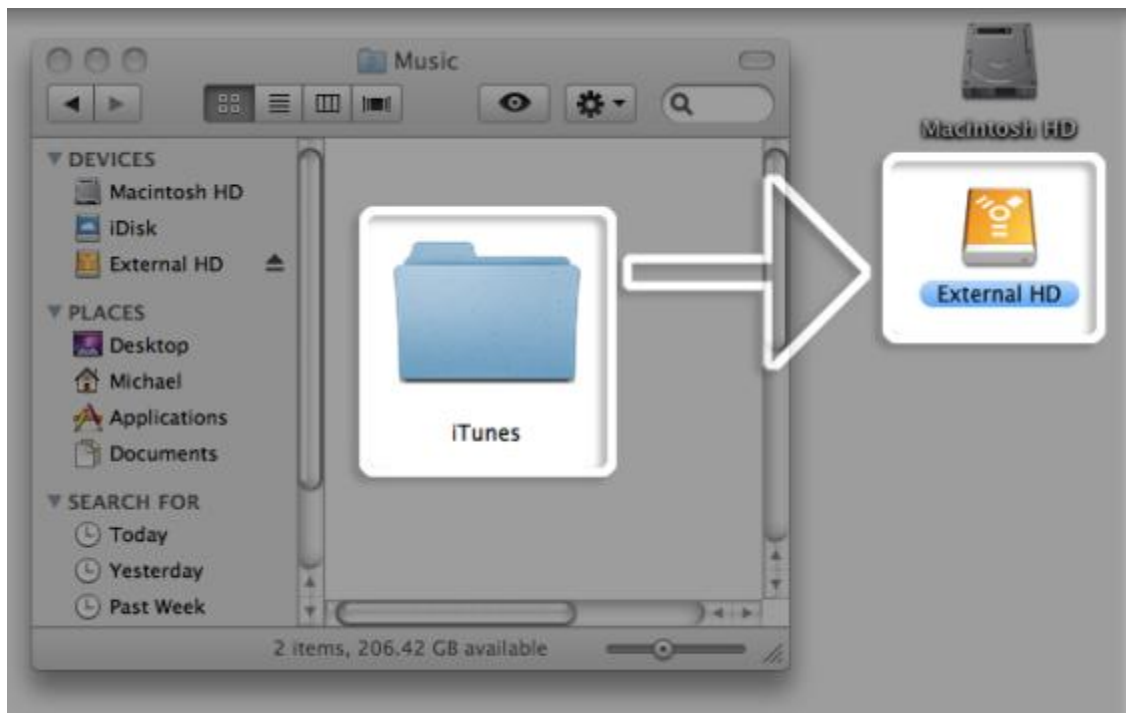 Music
Macintosh HD
DEVICES
Macintosh HD
iDisk
External HD
PLACES
Desktop
Michael
Applications
Documents
SEARCH FOR
Today
Yesterday
Past Week
iTunes
External HD
2 items, 206.42 GB available